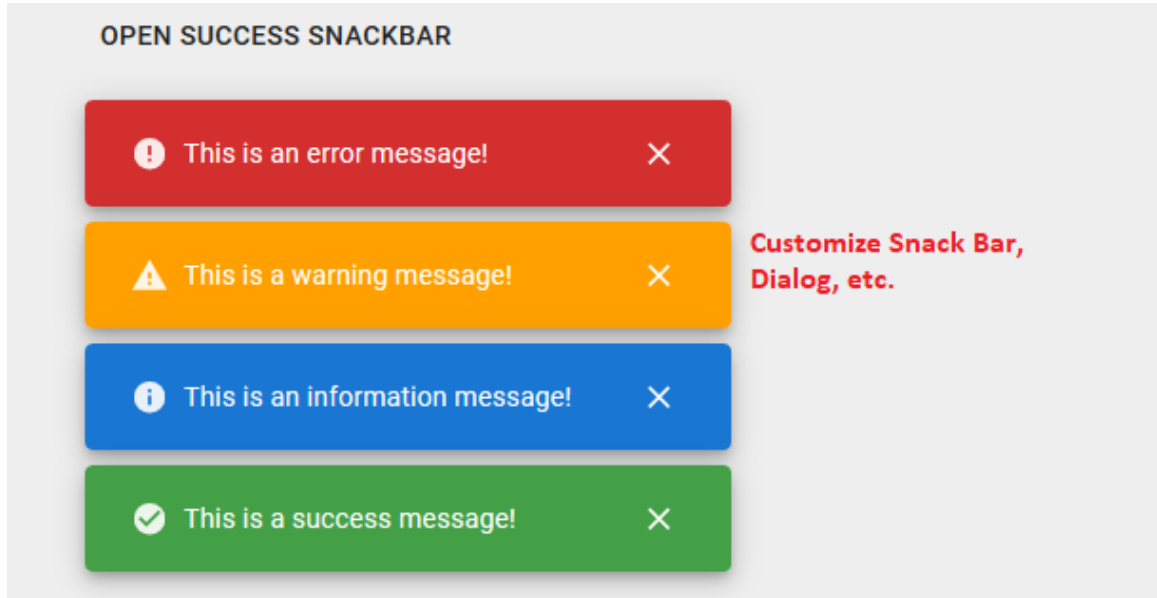 OPEN SUCCESS SNACKBAR
This is an error message!
This is a warning message!
Customize Snack Bar,
Dialog, etc.
This is an information message!
This is a success message!